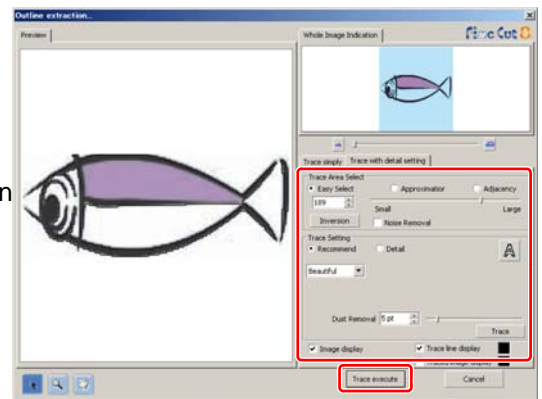 Outline extraction...
Preview
Whole Image Indication
Fine Cut 8
Trace simply
Trace with detail setting
Trace Area Select
Easy Select
Approximation
Adjacency
189
Small
Large
Inversion
Noise Removal
Trace Setting
Recommend
Detail
A
Beautiful
Dust Removal
5 pt
Trace
Image display
Trace line display
Trace execute
Cancel
n